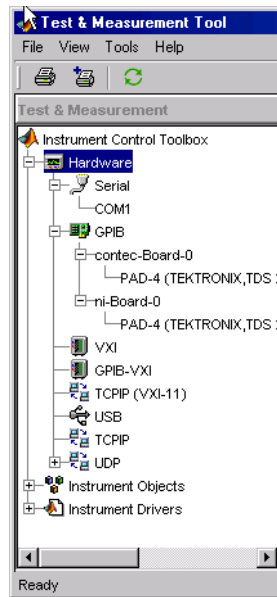 Test & Measurement Tool
File View Tools Help
Test & Measurement
Instrument Control Toolbox
Hardware
Serial
COM1
GPIB
contec-Board-0
PAD-4 (TEKTRONIX,TDS
ni-Board-0
PAD-4 (TEKTRONIX,TDS
VXI
GPIB-VXI
TCPIP (VXI-11)
USB
TCPIP
UDP
Instrument Objects
Instrument Drivers
Ready